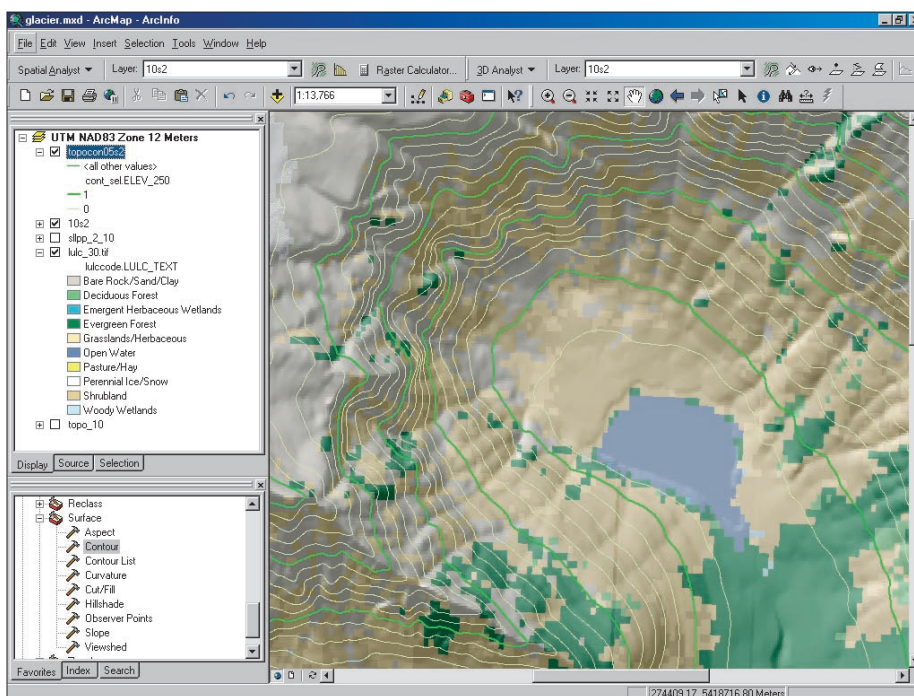 glacier.mxd - ArcMap - ArcInfo
File Edit View Insert Selection Tools Window Help
Spatial Analyst Layer: 10s2 Raster Calculator... 3D Analyst Layer: 10s2
1:13,766
UTM NAD83 Zone 12 Meters
topocon05s2
<all other values>
cont_sel.ELEV_250
1
0
10s2
sllpp_2_10
lulc_30.tif
lulccode.LULC_TEXT
Bare Rock/Sand/Clay
Deciduous Forest
Emergent Herbaceous Wetlands
Evergreen Forest
Grasslands/Herbaceous
Open Water
Pasture/Hay
Perennial Ice/Snow
Shrubland
Woody Wetlands
topo_10
Display Source Selection
Reclass
Surface
Aspect
Contour
Contour List
Curvature
Cut/Fill
Hillshade
Observer Points
Slope
Viewshed
Favorites Index Search
274409.17 5418716.80 Meters